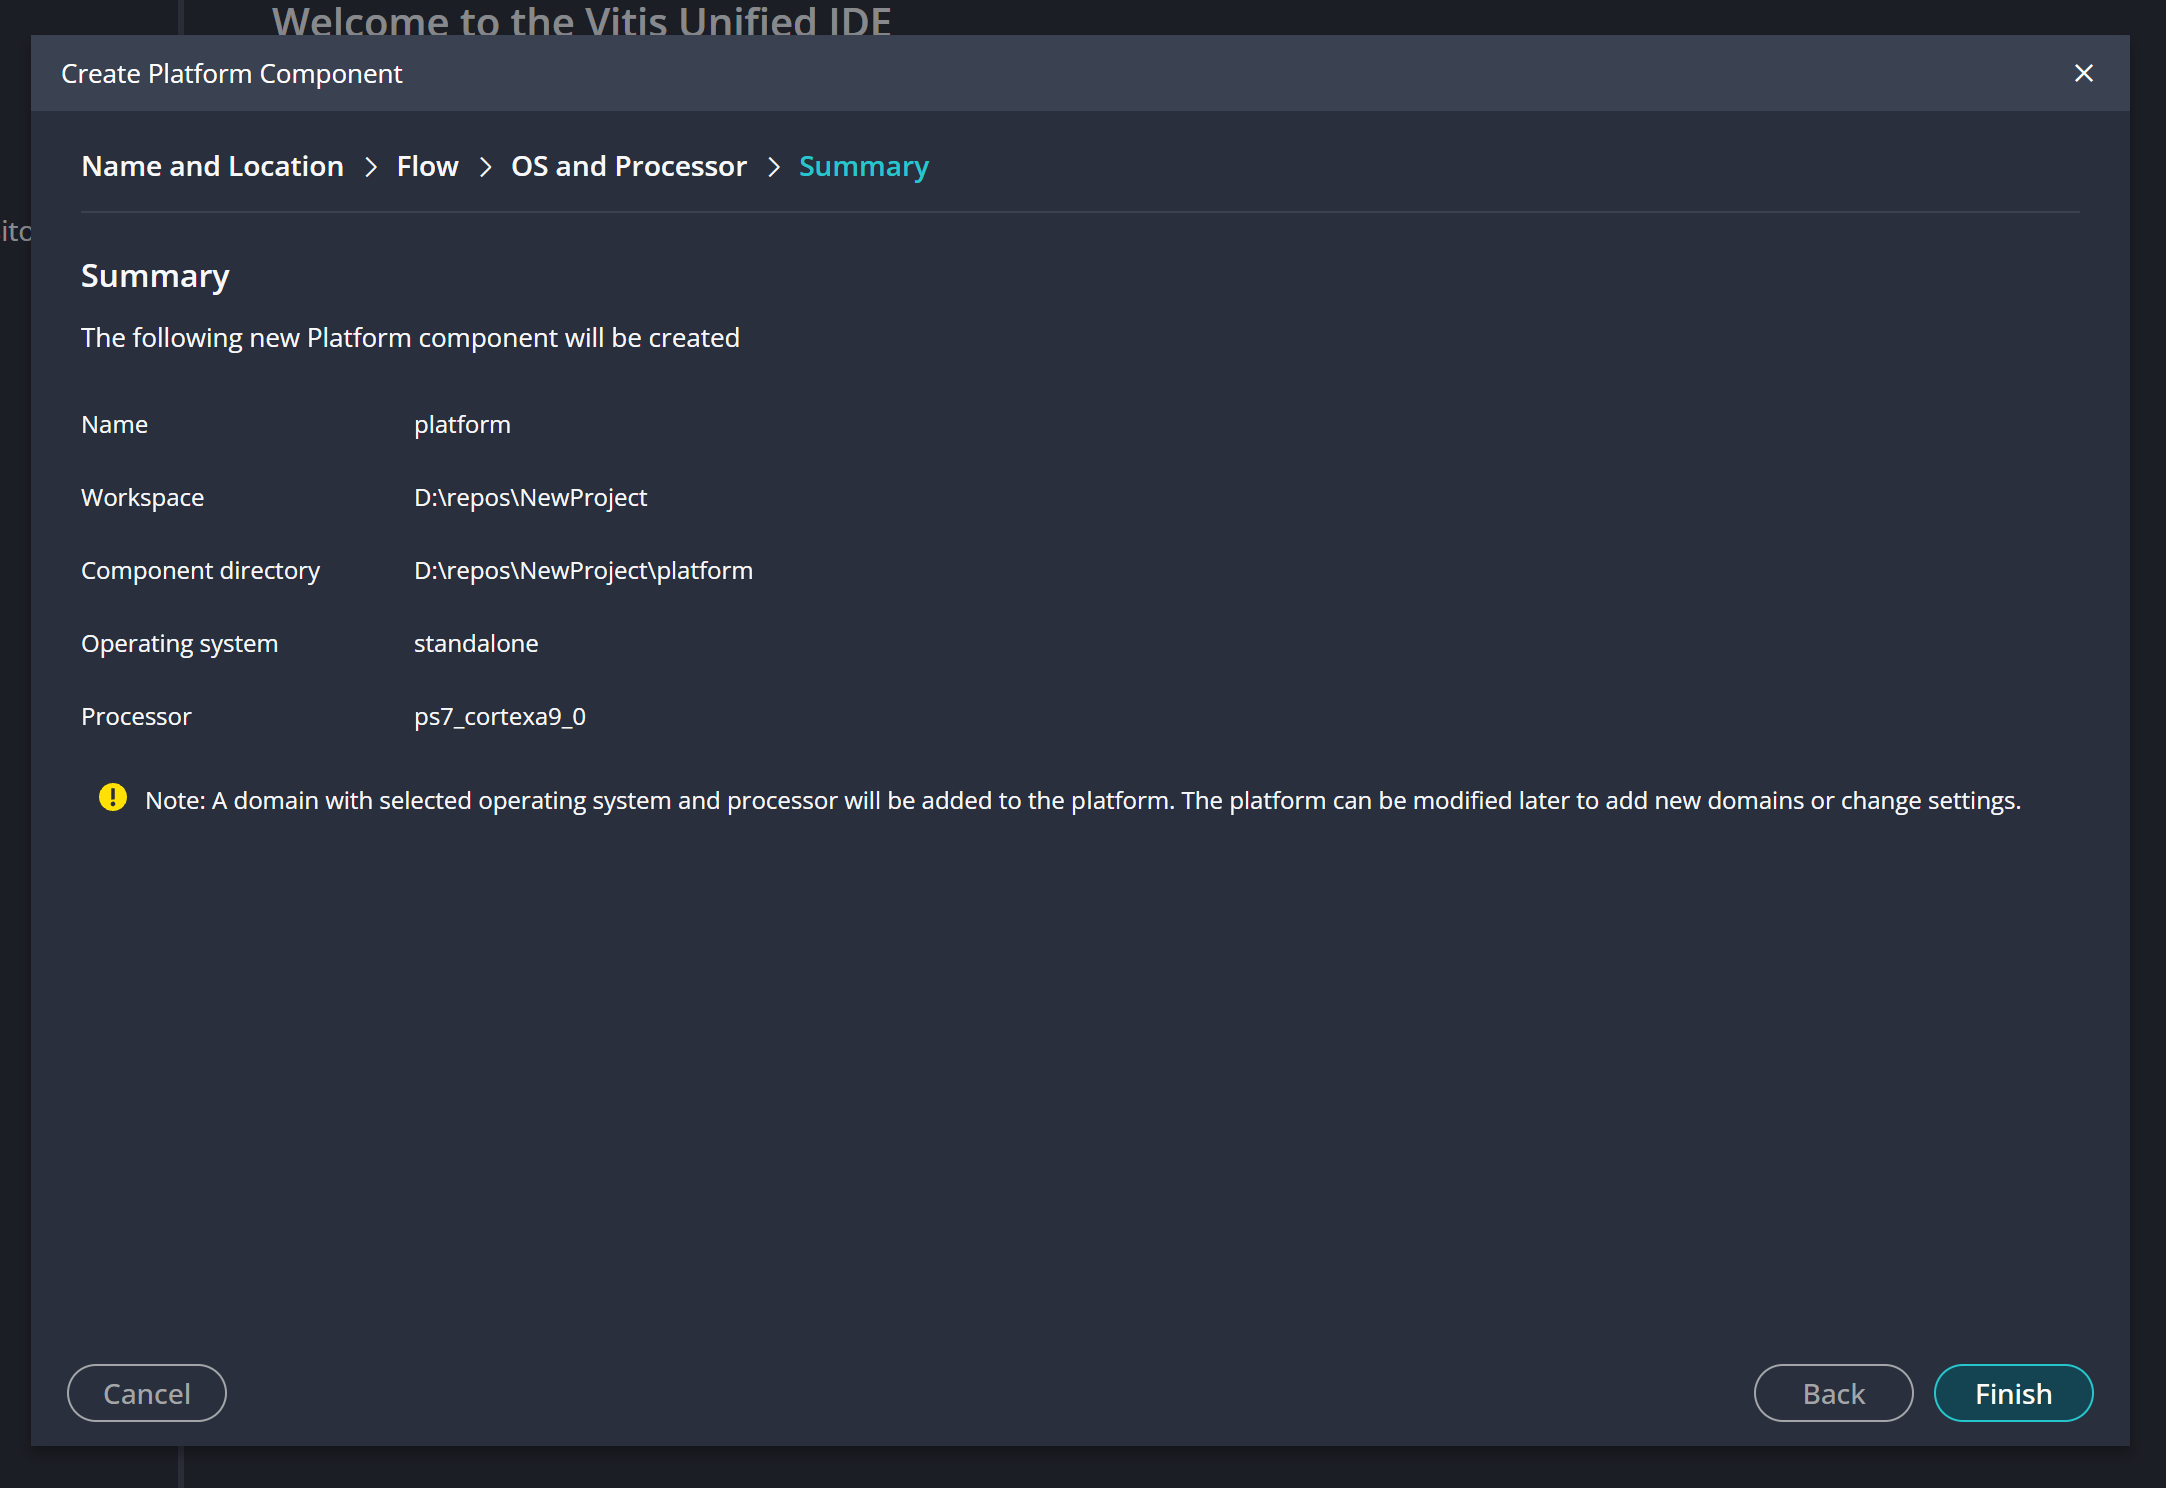 Welcome to the Vitis Unified IDE
Create Platform Component
Name and Location > Flow > OS and Processor > Summary
ito
Summary
The following new Platform component will be created
Name platform
Workspace D:\repos\NewProject
Component directory D:\repos\NewProject\platform
Operating system standalone
Processor ps7_cortexa9_0
Note: A domain with selected operating system and processor will be added to the platform. The platform can be modified later to add new domains or change settings.
Cancel Back Finish